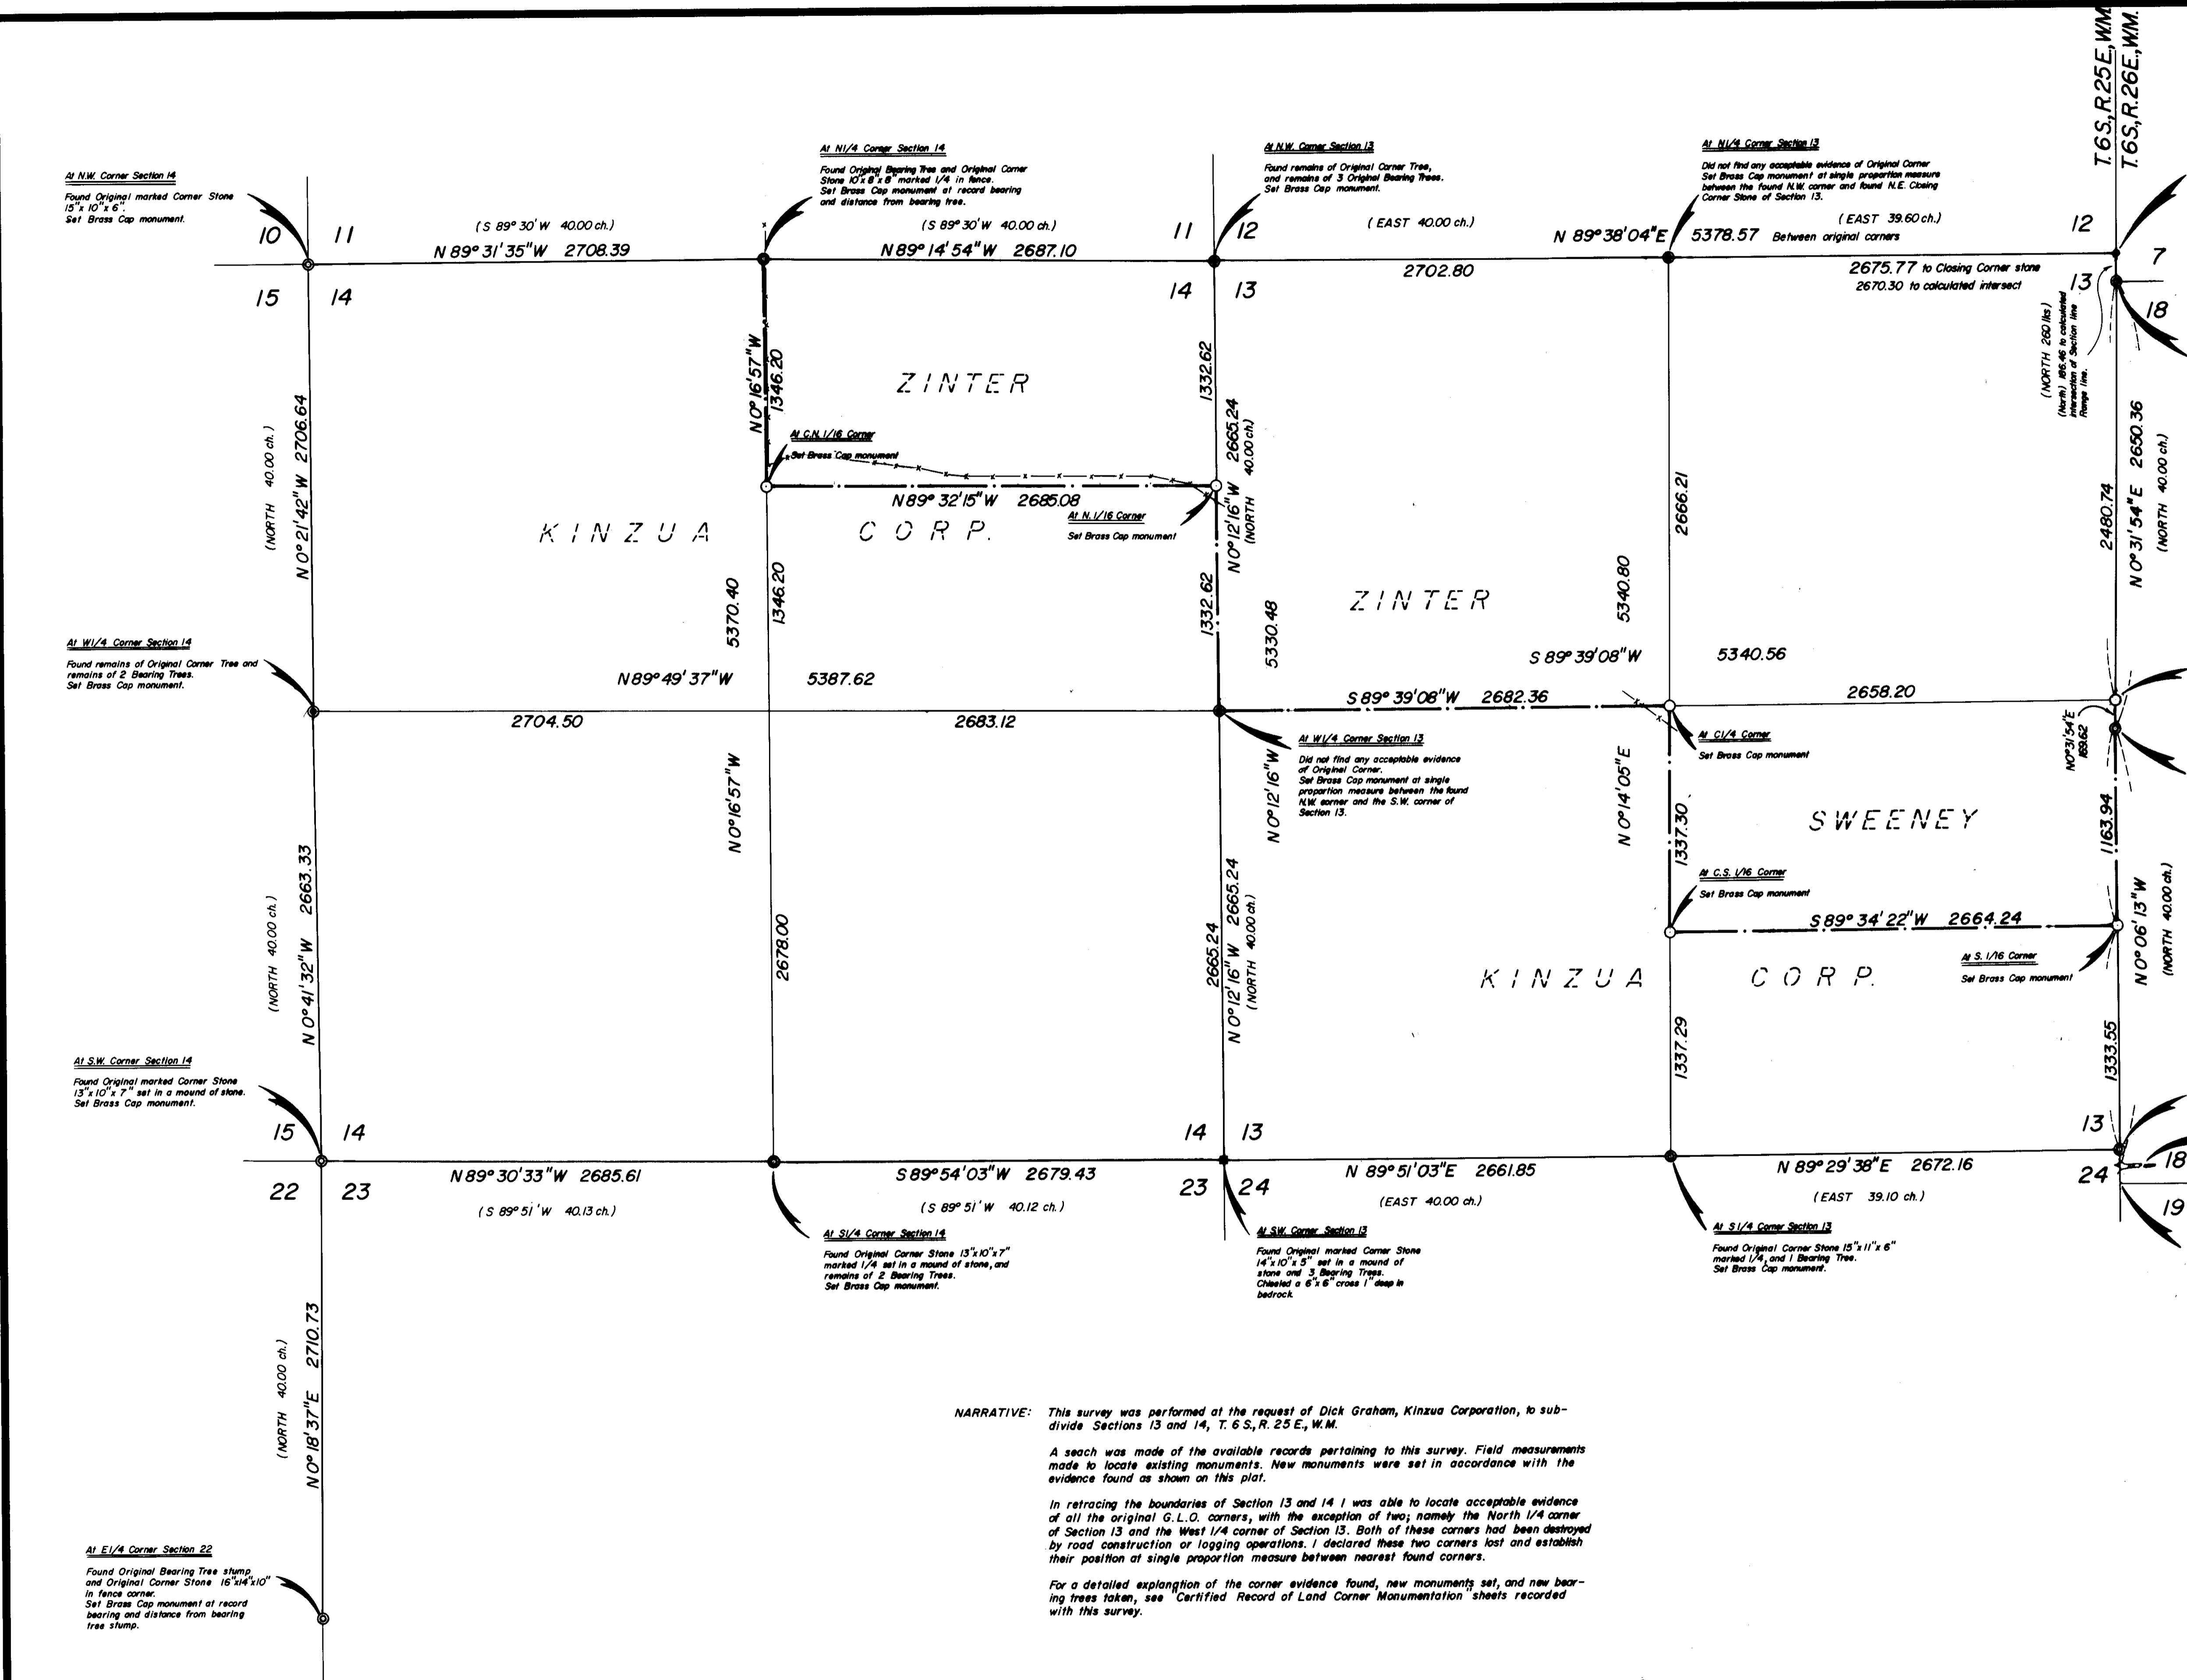 T.6S.,R.25E.,W.M.
T.6S.,R.26E.,W.M.
At N.W. Corner Section 14
Found Original marked Corner Stone
15"x 10"x 6".
Set Brass Cap monument.
At N1/4 Corner Section 14
Found Original Bearing Tree and Original Corner
Stone 10"x 8"x 8" marked 1/4 in fence.
Set Brass Cap monument at record bearing
and distance from bearing tree.
At N.W. Corner Section 13
Found remains of Original Corner Tree,
and remains of 3 Original Bearing Trees.
Set Brass Cap monument.
At N1/4 Corner Section 13
Did not find any acceptable evidence of Original Corner
Set Brass Cap monument at single proportion measure
between the found N.W. corner and found N.E. Closing
Corner Stone of Section 13.
10 11
(S 89° 30' W 40.00 ch.)
N 89° 31' 35" W 2708.39
(S 89° 30' W 40.00 ch.)
N 89° 14' 54" W 2687.10
11 12
(EAST 40.00 ch.)
2702.80
N 89° 38' 04" E 5378.57 Between original corners
(EAST 39.60 ch.)
2675.77 to Closing Corner stone
2670.30 to calculated intersect
12
7
13
18
15 14
14 13
(NORTH 260 lks)
(North) 186.46 to calculated
intersection of Section line
Range line.
N 0° 21' 42" W 2706.64
(NORTH 40.00 ch.)
N 0° 16' 57" W
1346.20
ZINTER
1332.62
N 0° 12' 16" W 2665.24
(NORTH 40.00 ch.)
At C.N. 1/16 Corner
Set Brass Cap monument
N 89° 32' 15" W 2685.08
At N. 1/16 Corner
Set Brass Cap monument
KINZUA CORP.
5370.40
1346.20
1332.62
5330.48
ZINTER
5340.80
2666.21
2480.74
N 0° 31' 54" E 2650.36
(NORTH 40.00 ch.)
At W1/4 Corner Section 14
Found remains of Original Corner Tree and
remains of 2 Bearing Trees.
Set Brass Cap monument.
N 89° 49' 37" W 5387.62
2704.50
2683.12
S 89° 39' 08" W 5340.56
S 89° 39' 08" W 2682.36
2658.20
N 0° 31' 54" E
169.62
At W1/4 Corner Section 13
Did not find any acceptable evidence
of Original Corner.
Set Brass Cap monument at single
proportion measure between the found
N.W. corner and the S.W. corner of
Section 13.
At C1/4 Corner
Set Brass Cap monument
N 0° 16' 57" W
N 0° 12' 16" W
N 0° 14' 05" E
1337.30
SWEENEY
1163.94
N 0° 06' 13" W
(NORTH 40.00 ch.)
At C.S. 1/16 Corner
Set Brass Cap monument
S 89° 34' 22" W 2664.24
At S. 1/16 Corner
Set Brass Cap monument
(NORTH 40.00 ch.)
N 0° 41' 32" W 2663.33
2678.00
2665.24
N 0° 12' 16" W 2665.24
(NORTH 40.00 ch.)
KINZUA CORP.
1337.29
1333.55
At S.W. Corner Section 14
Found Original marked Corner Stone
13"x 10"x 7" set in a mound of stone.
Set Brass Cap monument.
15 14
14 13
13
18
22 23
N 89° 30' 33" W 2685.61
(S 89° 51' W 40.13 ch.)
S 89° 54' 03" W 2679.43
(S 89° 51' W 40.12 ch.)
23 24
N 89° 51' 03" E 2661.85
(EAST 40.00 ch.)
N 89° 29' 38" E 2672.16
(EAST 39.10 ch.)
24
19
At S1/4 Corner Section 14
Found Original Corner Stone 13"x10"x7"
marked 1/4 set in a mound of stone, and
remains of 2 Bearing Trees.
Set Brass Cap monument.
At S.W. Corner Section 13
Found Original marked Corner Stone
14"x 10"x 5" set in a mound of
stone and 3 Bearing Trees.
Chiseled a 6"x 6" cross 1" deep in
bedrock.
At S 1/4 Corner Section 13
Found Original Corner Stone 15"x 11"x 6"
marked 1/4, and 1 Bearing Tree.
Set Brass Cap monument.
(NORTH 40.00 ch.)
N 0° 18' 37" E 2710.73
At E1/4 Corner Section 22
Found Original Bearing Tree stump
and Original Corner Stone 16"x14"x10"
in fence corner.
Set Brass Cap monument at record
bearing and distance from bearing
tree stump.
NARRATIVE: This survey was performed at the request of Dick Graham, Kinzua Corporation, to sub-
divide Sections 13 and 14, T. 6 S., R. 25 E., W.M.
A seach was made of the available records pertaining to this survey. Field measurements
made to locate existing monuments. New monuments were set in accordance with the
evidence found as shown on this plat.
In retracing the boundaries of Section 13 and 14 I was able to locate acceptable evidence
of all the original G.L.O. corners, with the exception of two; namely the North 1/4 corner
of Section 13 and the West 1/4 corner of Section 13. Both of these corners had been destroyed
by road construction or logging operations. I declared these two corners lost and establish
their position at single proportion measure between nearest found corners.
For a detailed explanation of the corner evidence found, new monuments set, and new bear-
ing trees taken, see "Certified Record of Land Corner Monumentation" sheets recorded
with this survey.